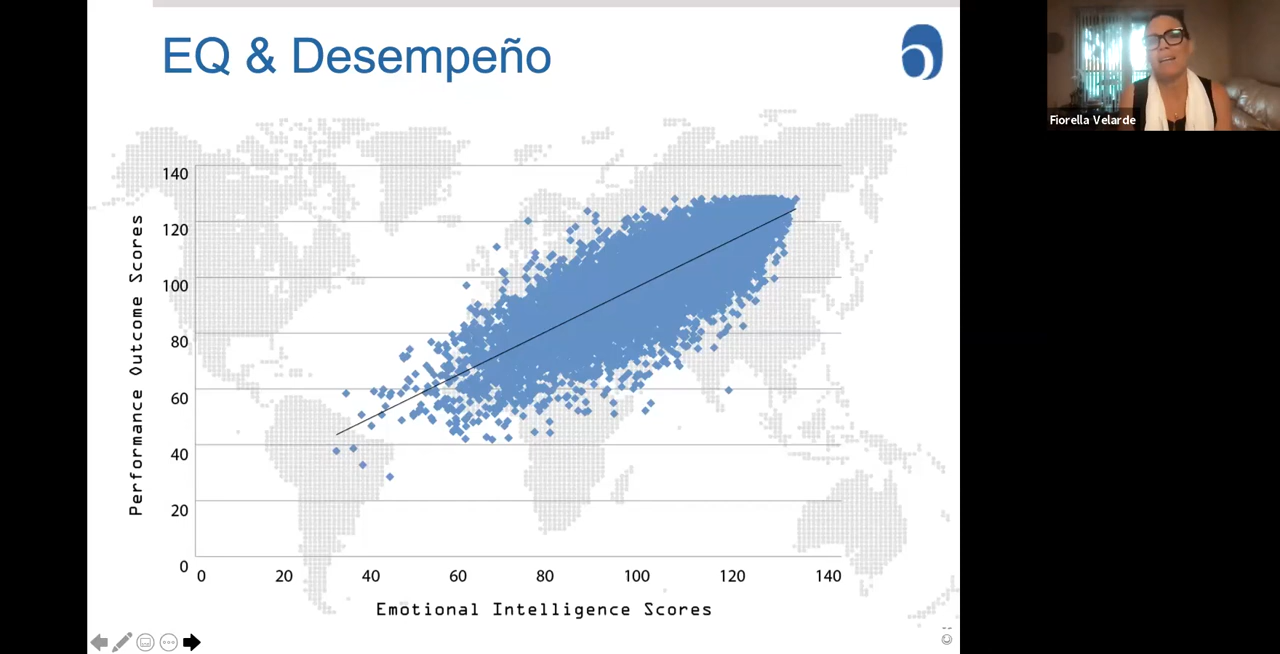 EQ & Desempeño
Fiorella Velarde
Performance Outcome Scores
140
120
100
80
60
40
20
0
0 20 40 60 80 100 120 140
Emotional Intelligence Scores